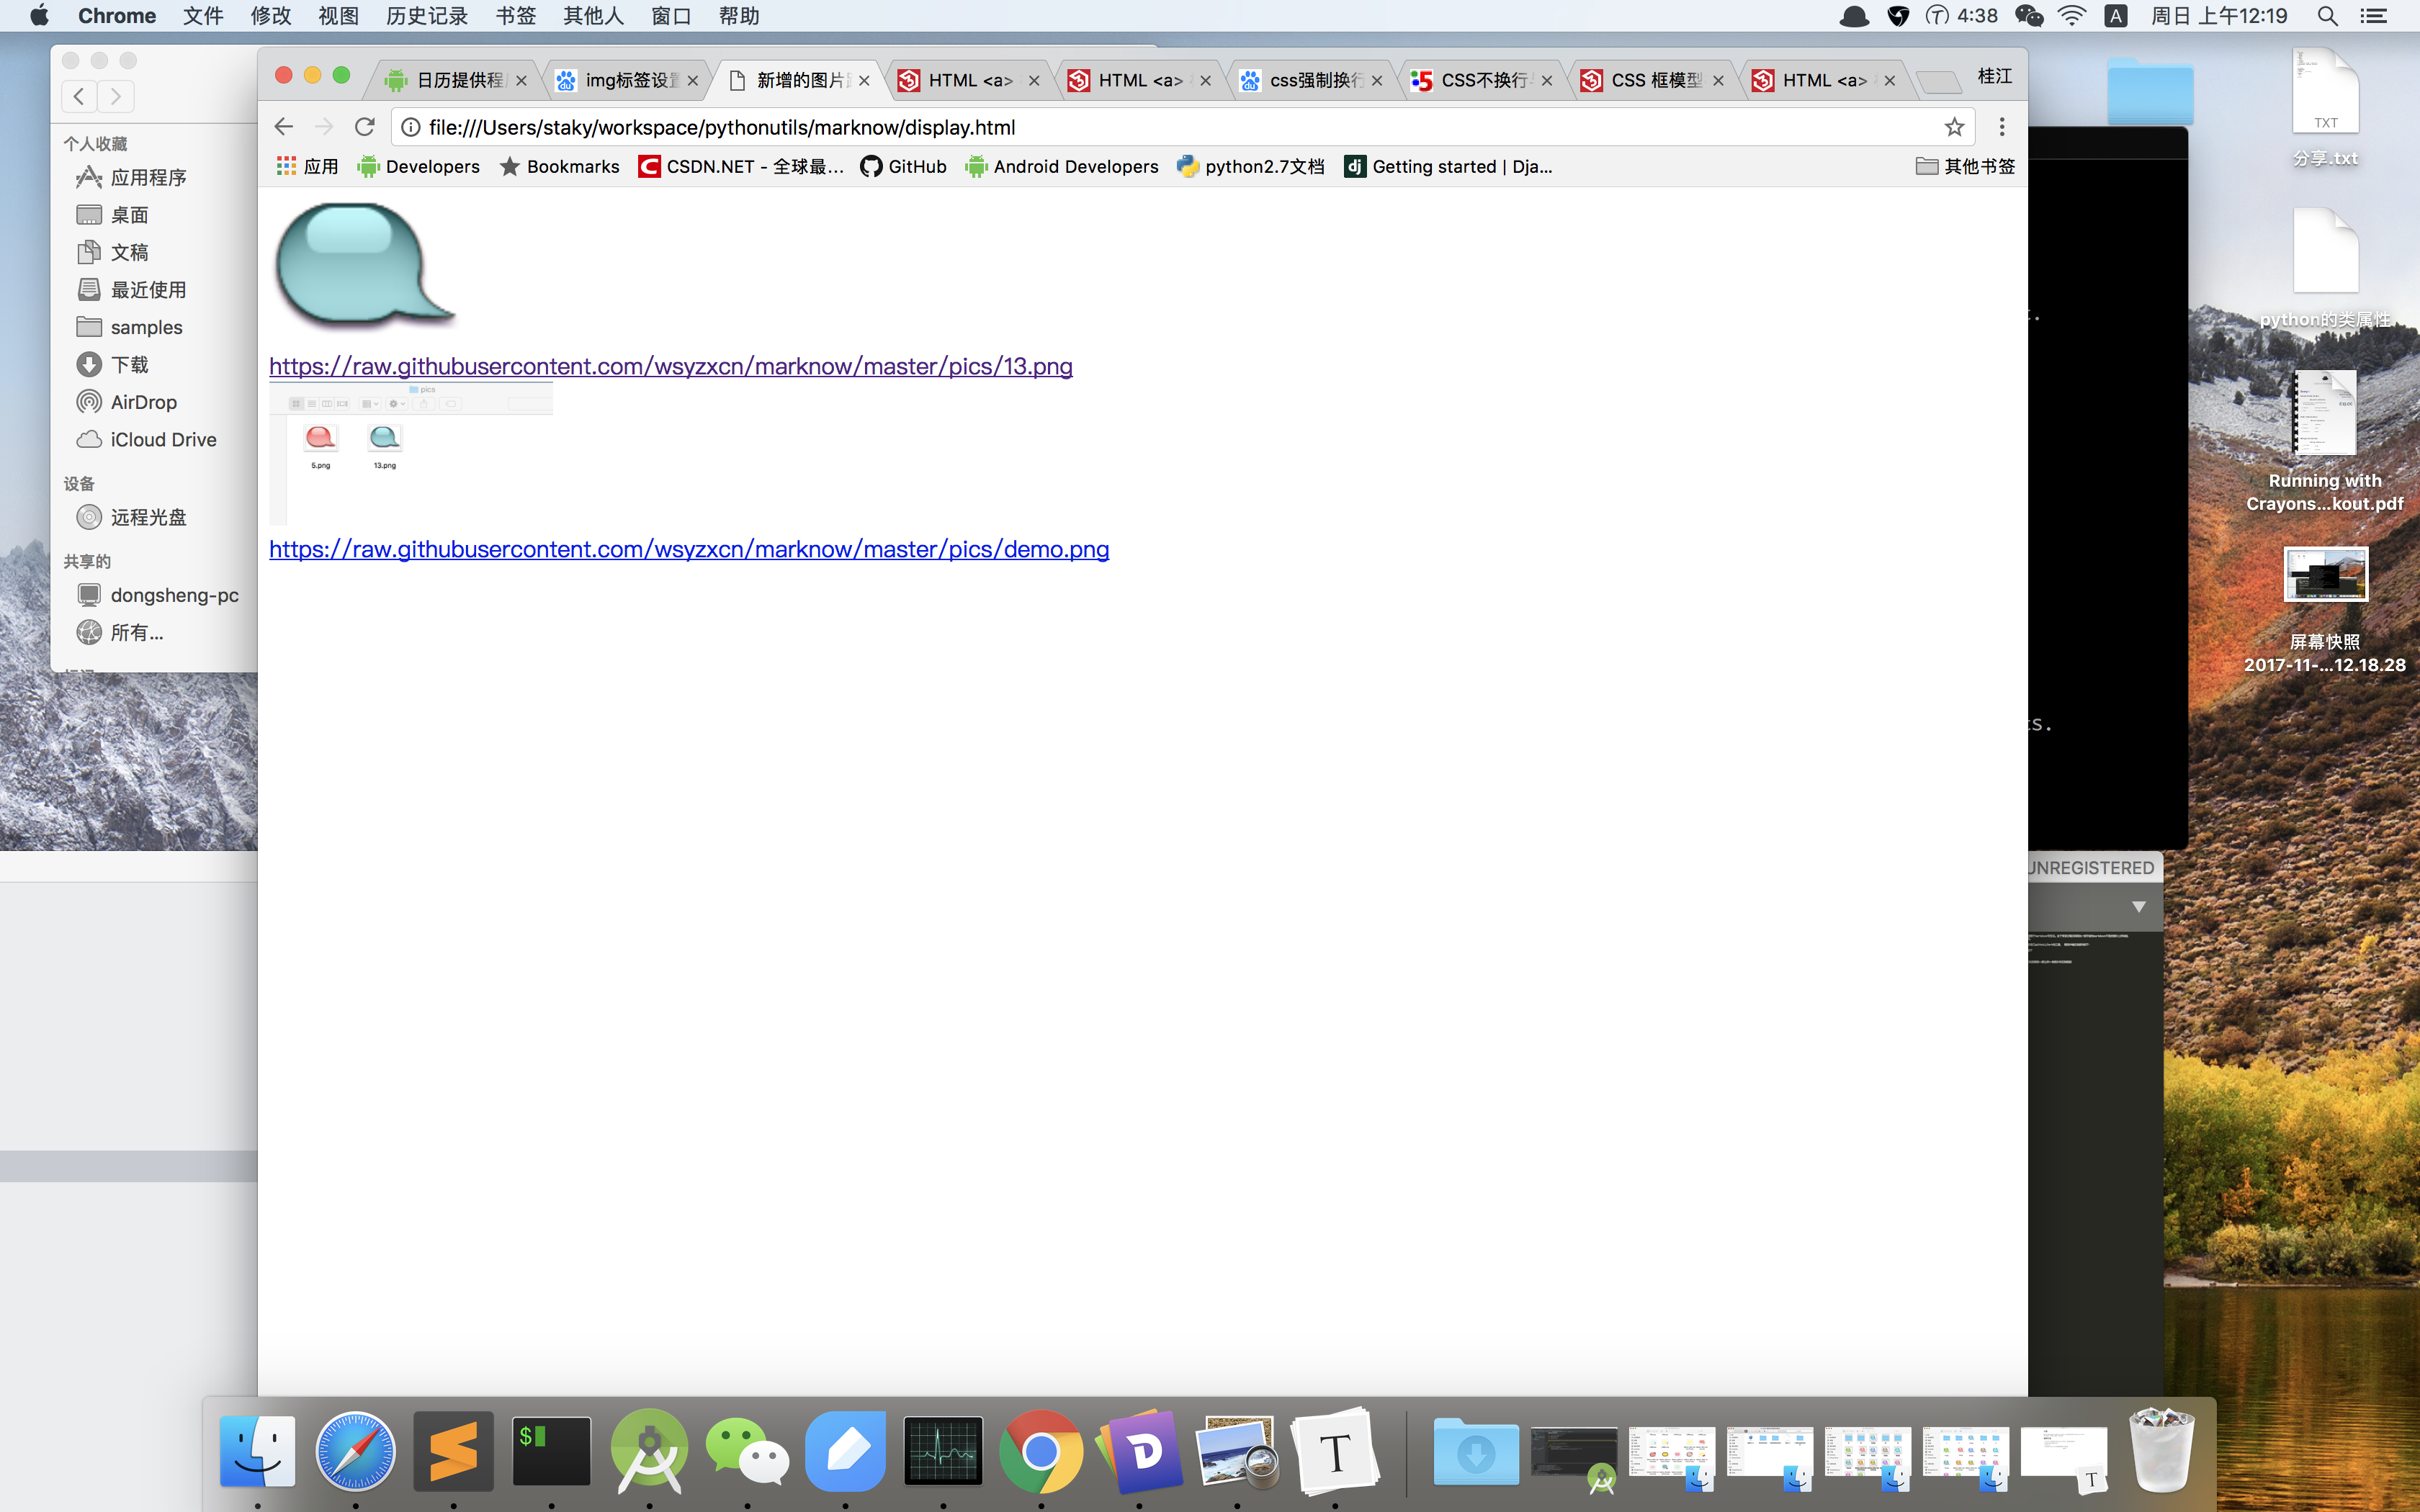 Chrome 文件 修改 视图 历史记录 书签 其他人 窗口 帮助 4:38 A 周日 上午12:19
日历提供程 img标签设置 新增的图片 HTML <a> HTML <a> css强制换行 CSS不换行 CSS 框模型 HTML <a> 桂江
file:///Users/staky/workspace/pythonutils/marknow/display.html
应用 Developers Bookmarks CSDN.NET - 全球最... GitHub Android Developers python2.7文档 Getting started | Dja... 其他书签
个人收藏
应用程序
桌面
文稿
最近使用
samples
下载
AirDrop
iCloud Drive
设备
远程光盘
共享的
dongsheng-pc
所有...
https://raw.githubusercontent.com/wsyzxcn/marknow/master/pics/13.png
pics
5.png 13.png
https://raw.githubusercontent.com/wsyzxcn/marknow/master/pics/demo.png
ts.
UNREGISTERED
TXT
分享.txt
python的类属性
Running with
Crayons...kout.pdf
屏幕快照
2017-11-...12.18.28